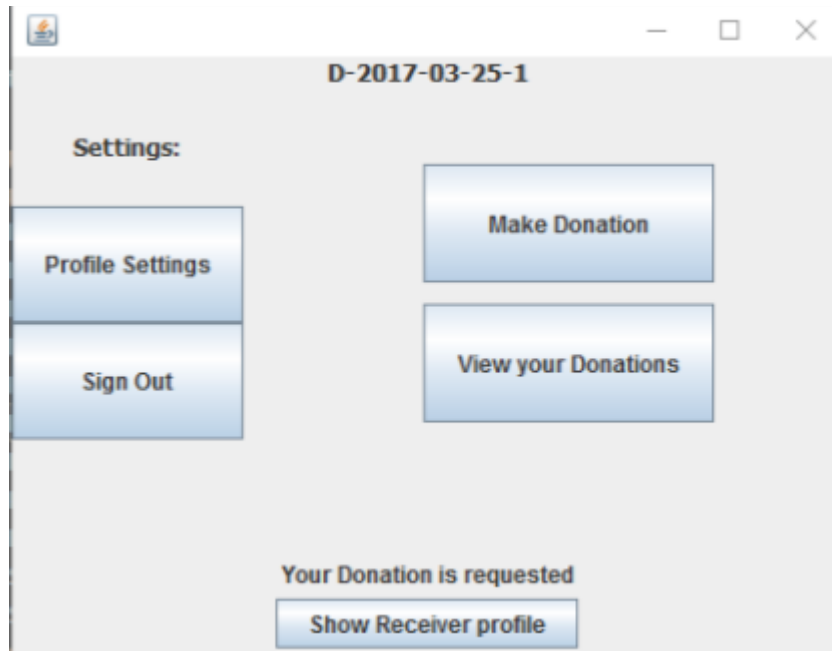 D-2017-03-25-1
Settings:
Make Donation
Profile Settings
View your Donations
Sign Out
Your Donation is requested
Show Receiver profile